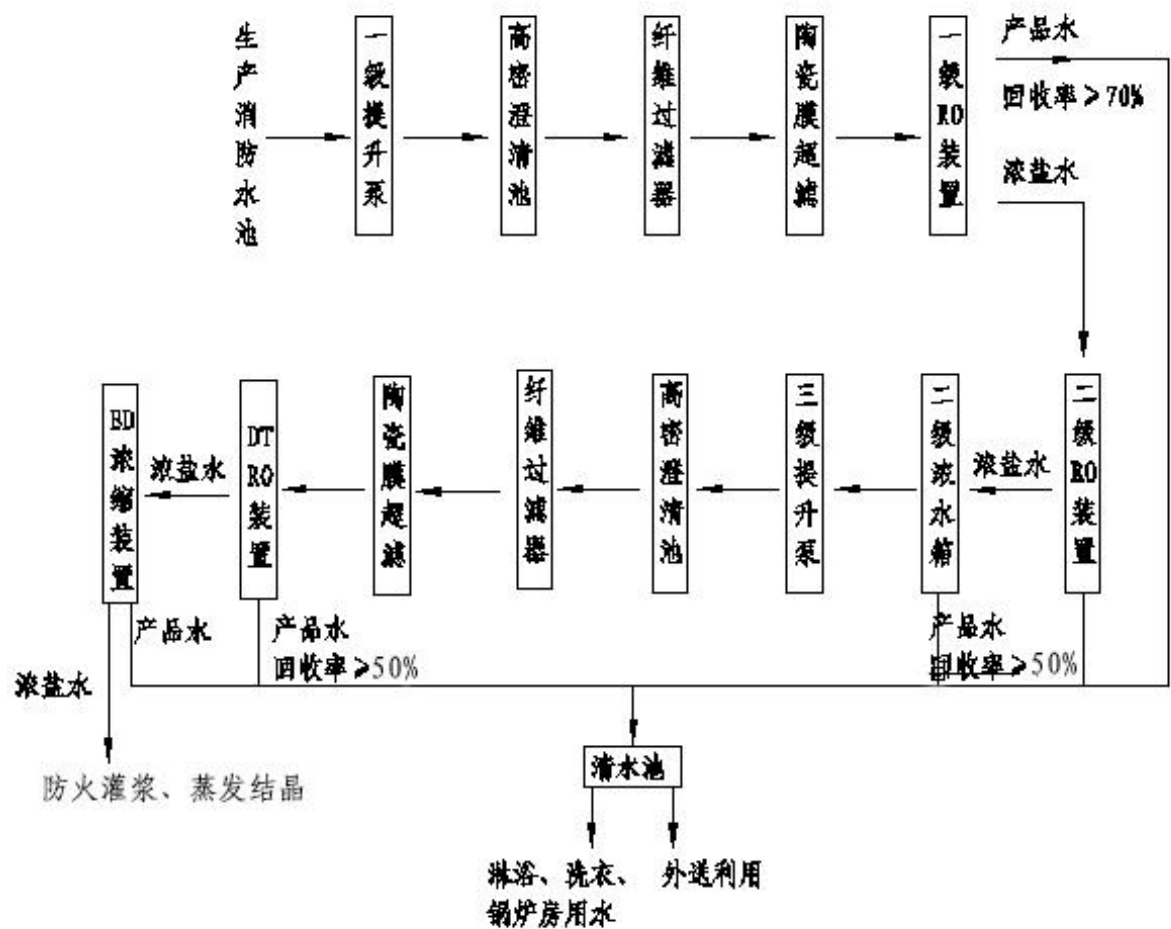 生产消防水池
一级提升泵
高密澄清池
纤维过滤器
陶瓷膜超滤
一级RO装置
产品水
回收率≥70%
浓盐水
二级RO装置
浓盐水
二级浓水箱
三级提升泵
高密澄清池
纤维过滤器
陶瓷膜超滤
DTRO装置
浓盐水
ED浓缩装置
产品水
浓盐水
产品水
回收率≥50%
产品水
回收率≥50%
防火灌浆、蒸发结晶
清水池
淋浴、洗衣、
锅炉房用水
外送利用